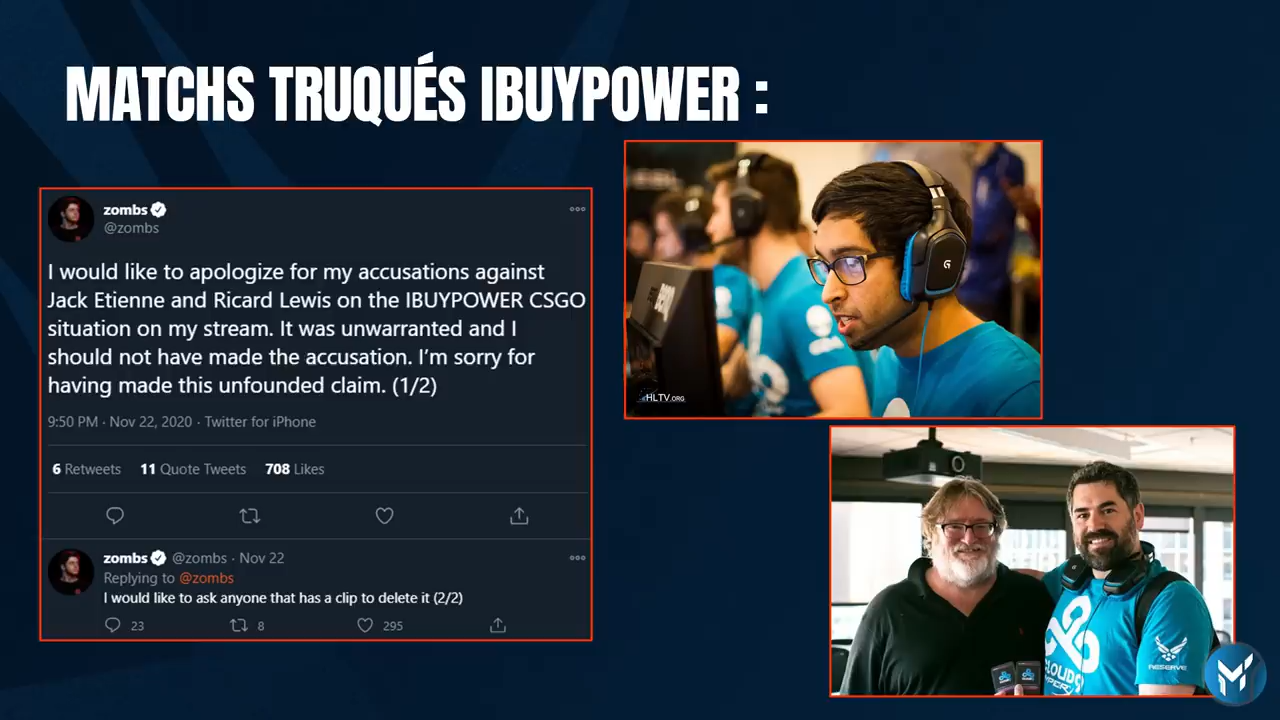 MATCHS TRUQUÉS IBUYPOWER :
zombs
@zombs
I would like to apologize for my accusations against
Jack Etienne and Ricard Lewis on the IBUYPOWER CSGO
situation on my stream. It was unwarranted and I
should not have made the accusation. I'm sorry for
having made this unfounded claim. (1/2)
9:50 PM · Nov 22, 2020 · Twitter for iPhone
6 Retweets 11 Quote Tweets 708 Likes
zombs @zombs · Nov 22
Replying to @zombs
I would like to ask anyone that has a clip to delete it (2/2)
23 8 295
HLTV.ORG
RESERVE